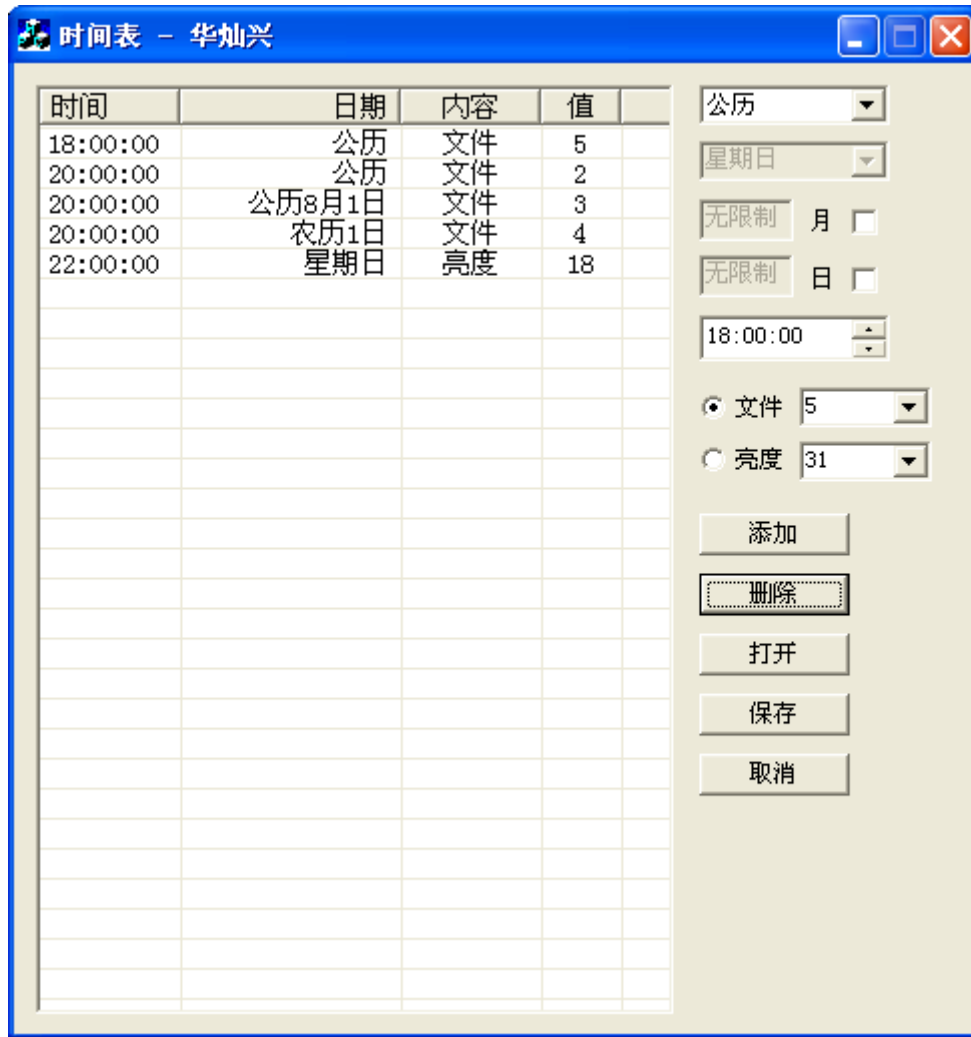 时间表 - 华灿兴
时间 日期 内容 值
18:00:00 公历 文件 5
20:00:00 公历 文件 2
20:00:00 公历8月1日 文件 3
20:00:00 农历1日 文件 4
22:00:00 星期日 亮度 18
公历
星期日
无限制 月
无限制 日
18:00:00
文件 5
亮度 31
添加
删除
打开
保存
取消